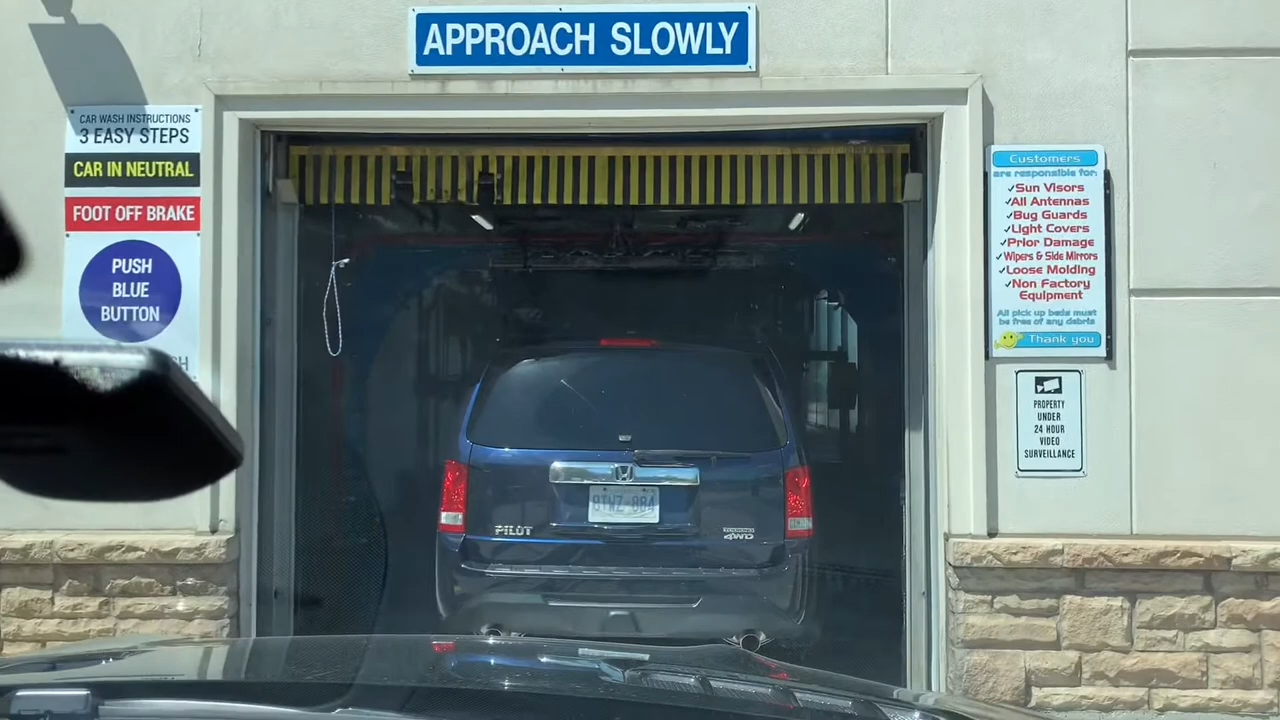 APPROACH SLOWLY
CAR WASH INSTRUCTIONS
3 EASY STEPS
CAR IN NEUTRAL
FOOT OFF BRAKE
PUSH
BLUE
BUTTON
Customers
are responsible for:
✓Sun Visors
✓All Antennas
✓Bug Guards
✓Light Covers
✓Prior Damage
✓Wipers & Side Mirrors
✓Loose Molding
✓Non Factory
Equipment
All pick up beds must
be free of any debris
Thank you
PROPERTY
UNDER
24 HOUR
VIDEO
SURVEILLANCE
PILOT
TOURING
4WD